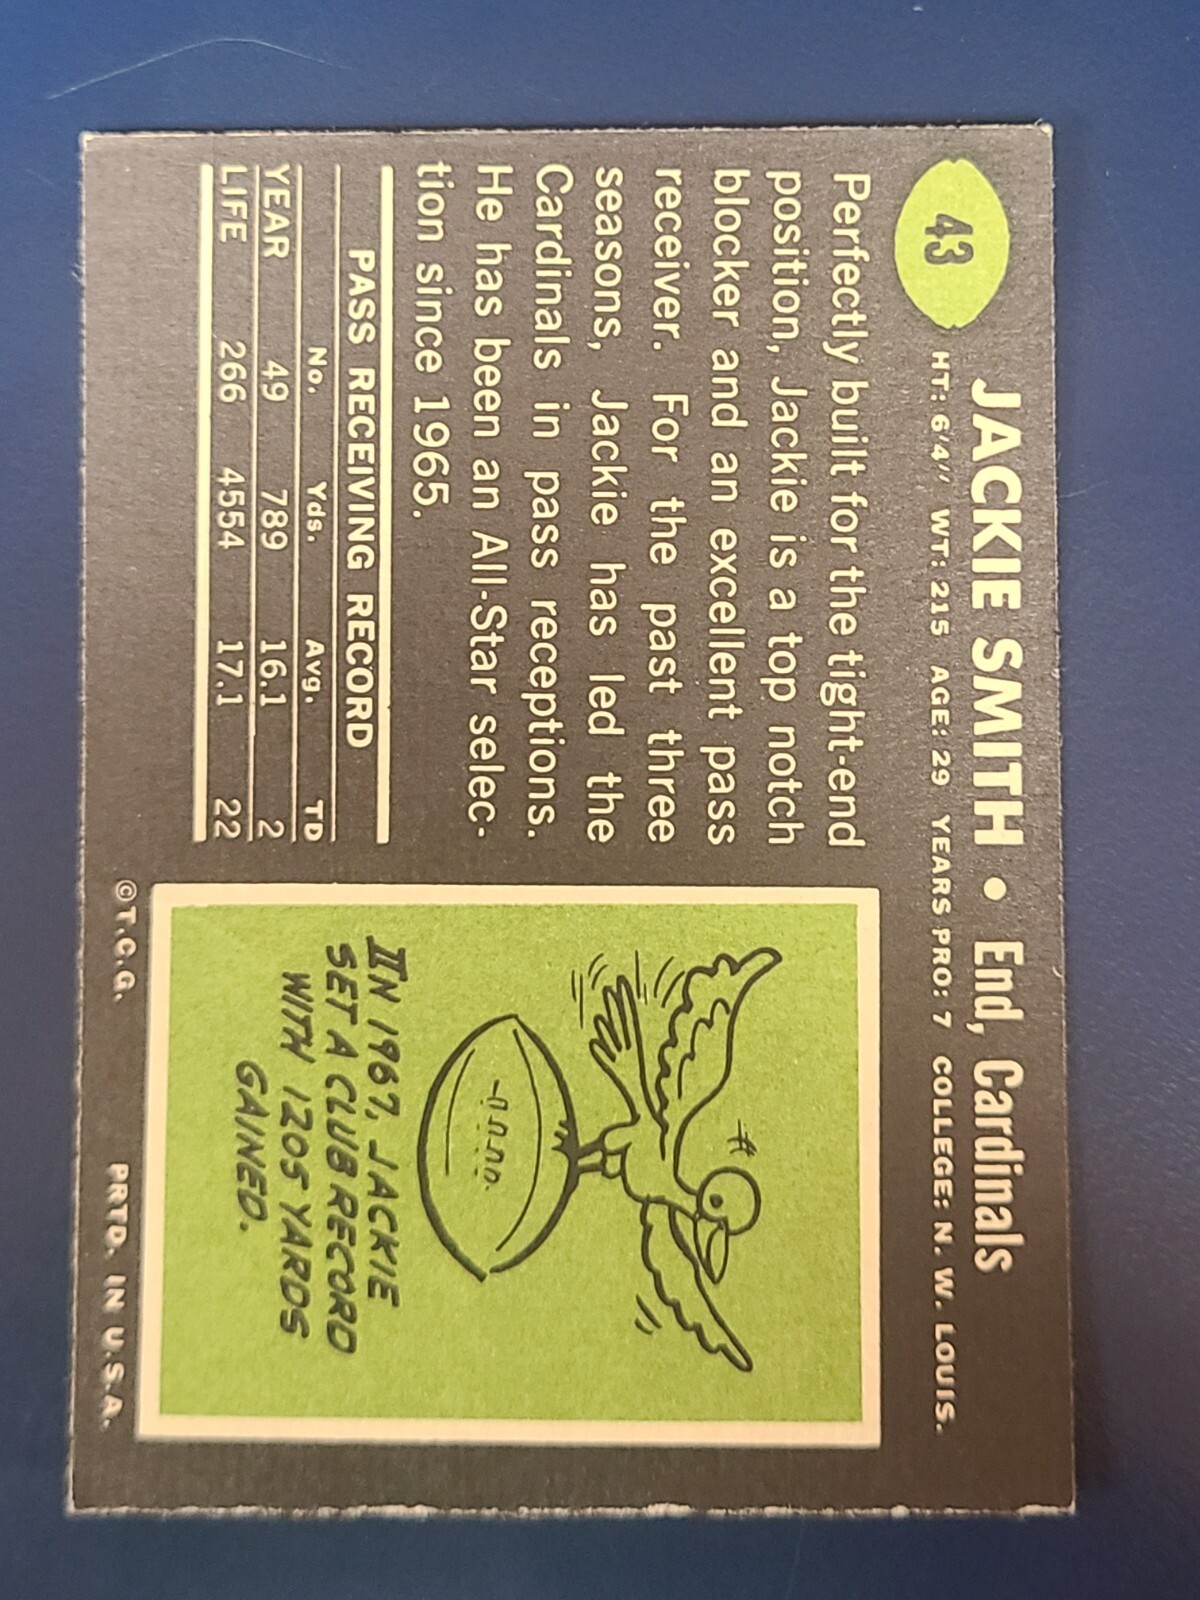 43
JACKIE SMITH • End, Cardinals
HT: 6'4" WT: 215 AGE: 29 YEARS PRO: 7 COLLEGE: N. W. LOUIS.
Perfectly built for the tight-end
position, Jackie is a top notch
blocker and an excellent pass
receiver. For the past three
seasons, Jackie has led the
Cardinals in pass receptions.
He has been an All-Star selec-
tion since 1965.
PASS RECEIVING RECORD
No. Yds. Avg. TD
YEAR 49 789 16.1 2
LIFE 266 4554 17.1 22
#
IN 1967, JACKIE
SET A CLUB RECORD
WITH 1205 YARDS
GAINED.
©T.C.G. PRTD. IN U.S.A.